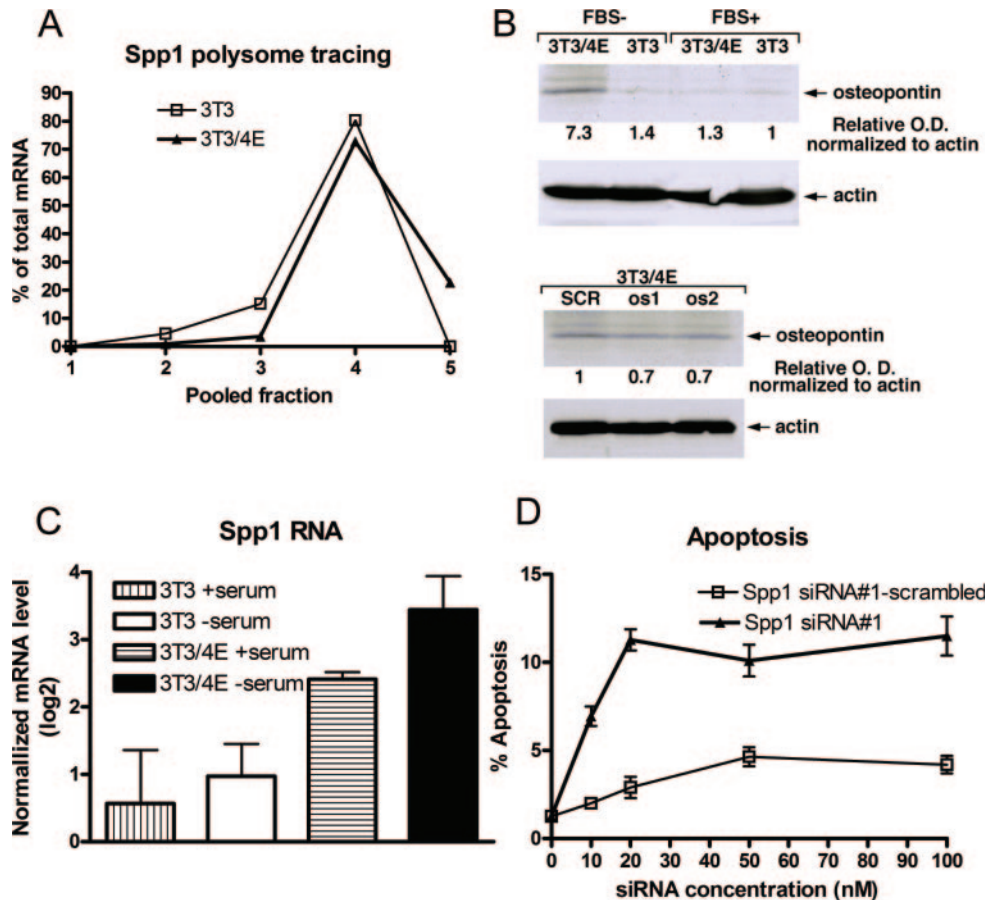 A
Spp1 polysome tracing
3T3
3T3/4E
% of total mRNA
90
80
70
60
50
40
30
20
10
0
1 2 3 4 5
Pooled fraction
B
FBS- FBS+
3T3/4E 3T3 3T3/4E 3T3
osteopontin
7.3 1.4 1.3 1
Relative O.D.
normalized to actin
actin
3T3/4E
SCR os1 os2
osteopontin
1 0.7 0.7
Relative O. D.
normalized to actin
actin
C
Spp1 RNA
3T3 +serum
3T3 -serum
3T3/4E +serum
3T3/4E -serum
Normallized mRNA level
(log2)
4
3
2
1
0
D
Apoptosis
Spp1 siRNA#1-scrambled
Spp1 siRNA#1
% Apoptosis
15
10
5
0
0 10 20 30 40 50 60 70 80 90 100
siRNA concentration (nM)